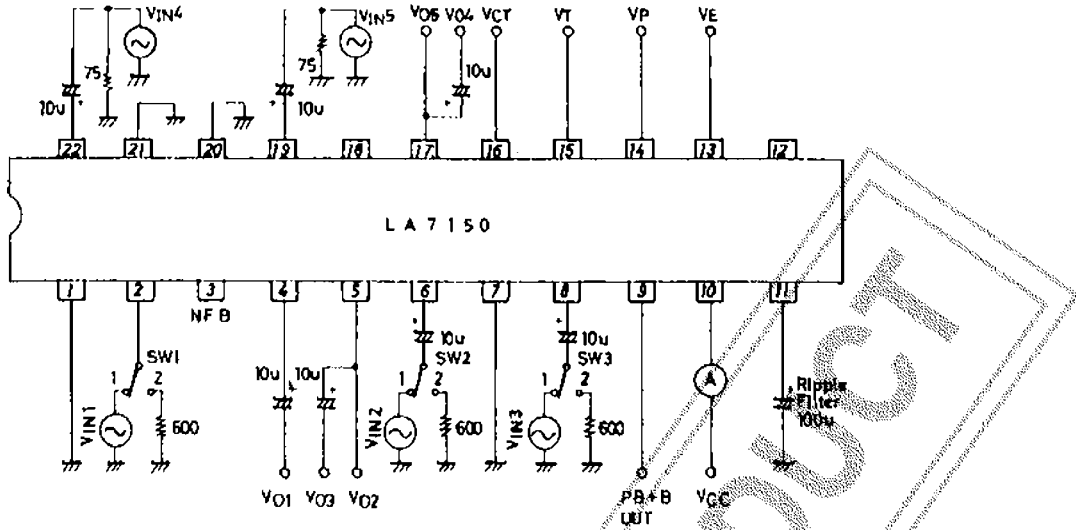 VIN4 VIN5 VO5 VO4 VCT VT VP VE
75 75 10u
10u 10u
22 21 20 19 18 17 16 15 14 13 12
LA7150
1 2 3 4 5 6 7 8 9 10 11
NFB
10u 10u
SW1 SW2 SW3
1 2 10u 10u 1 2 1 2 A Ripple
Filter
100u
VIN1 600 VIN2 600 VIN3 600
VO1 VO3 VO2 PB+B VCC
OUT
DUCT